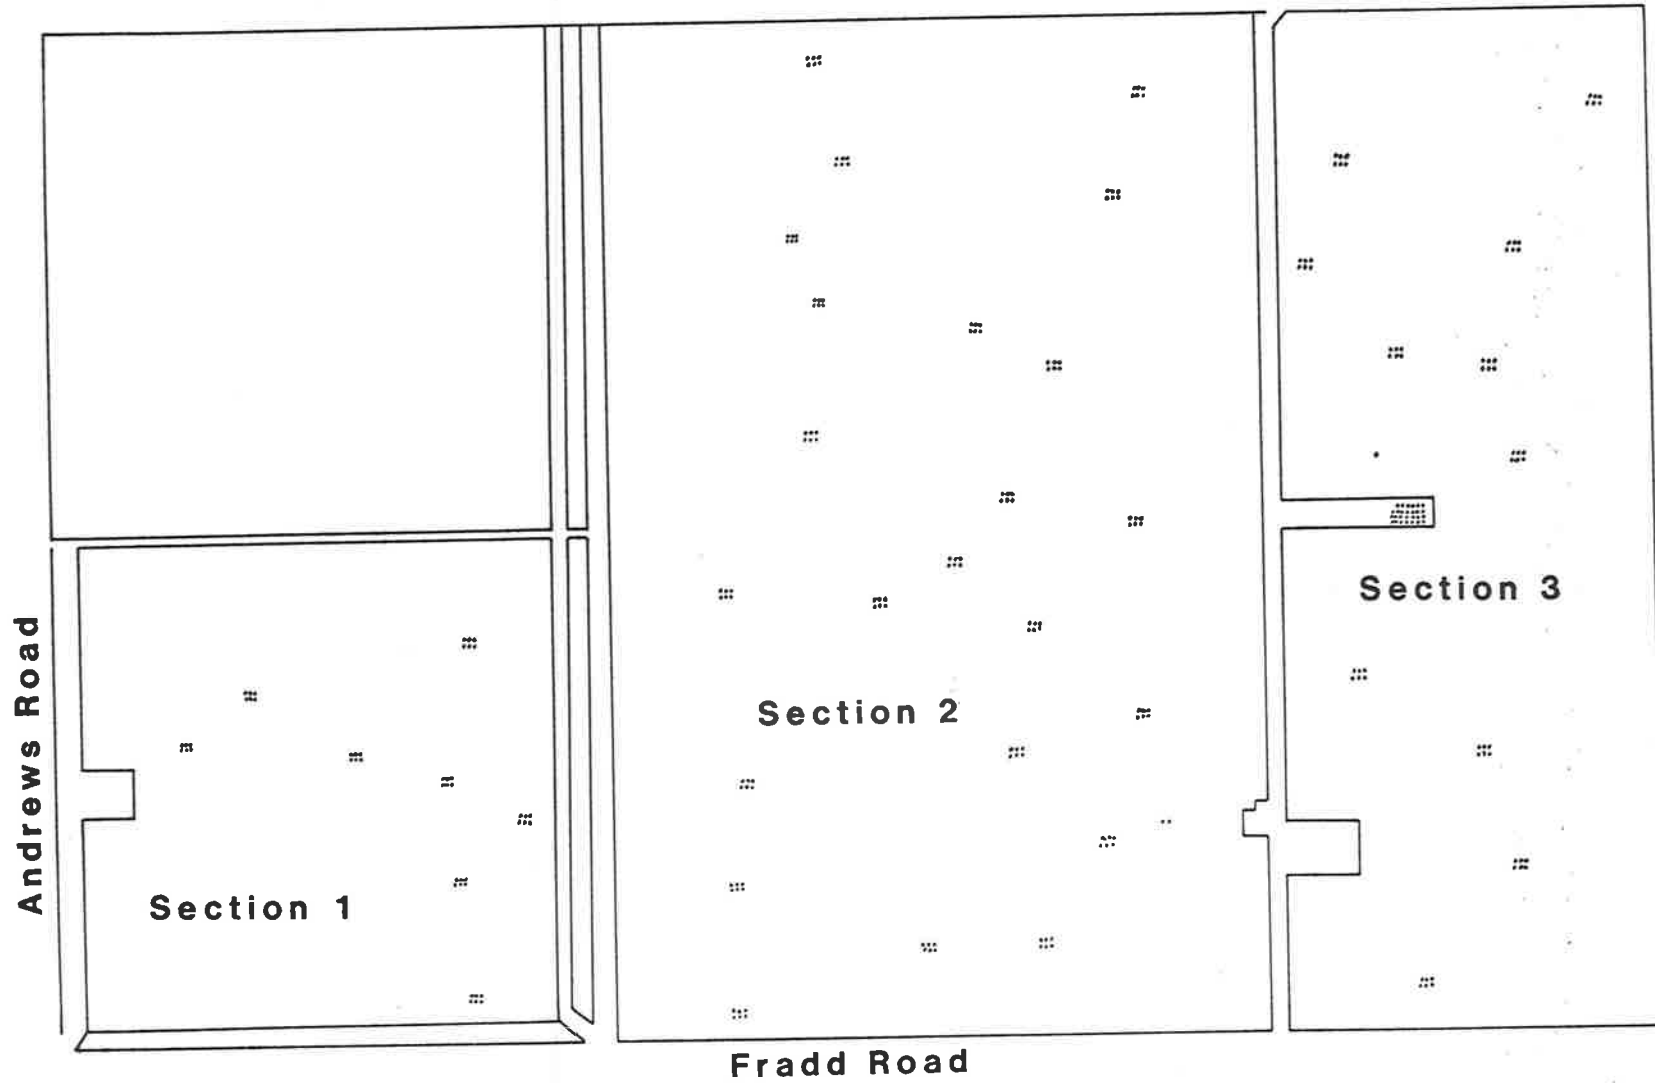 Section 3
Andrews Road
Section 2
Section 1
Fradd Road